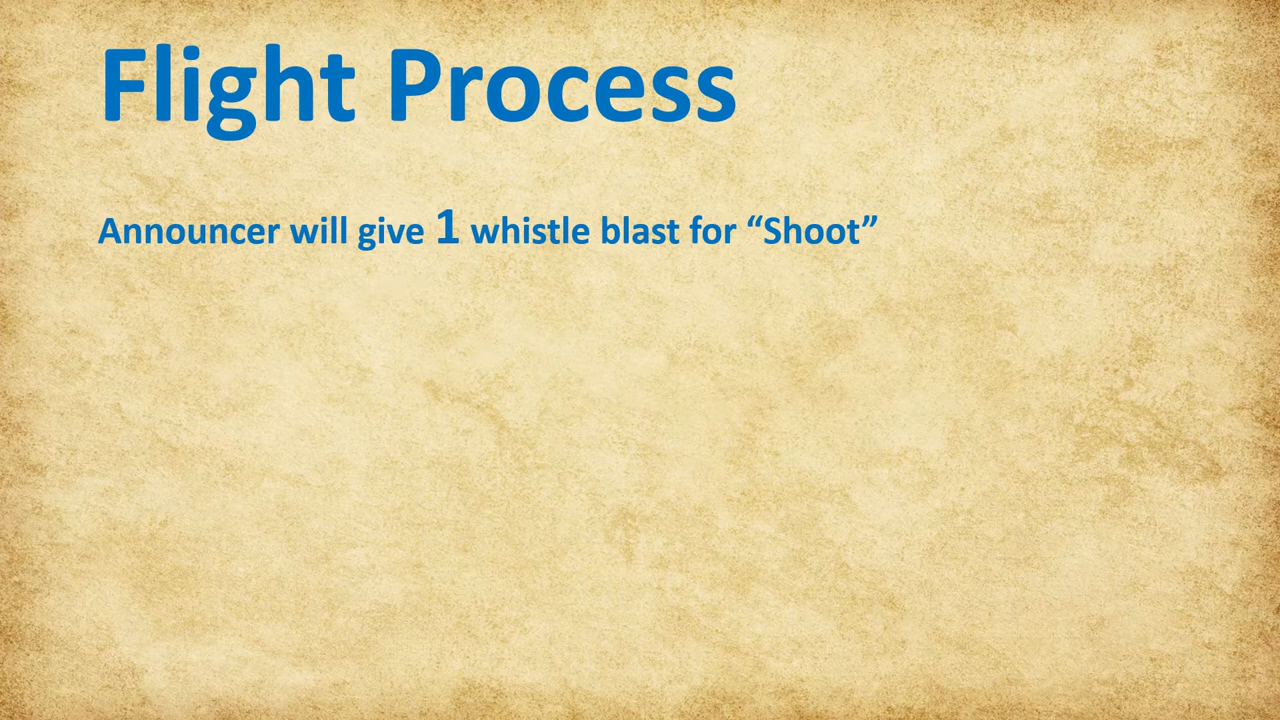 Flight Process
Announcer will give 1 whistle blast for “Shoot”